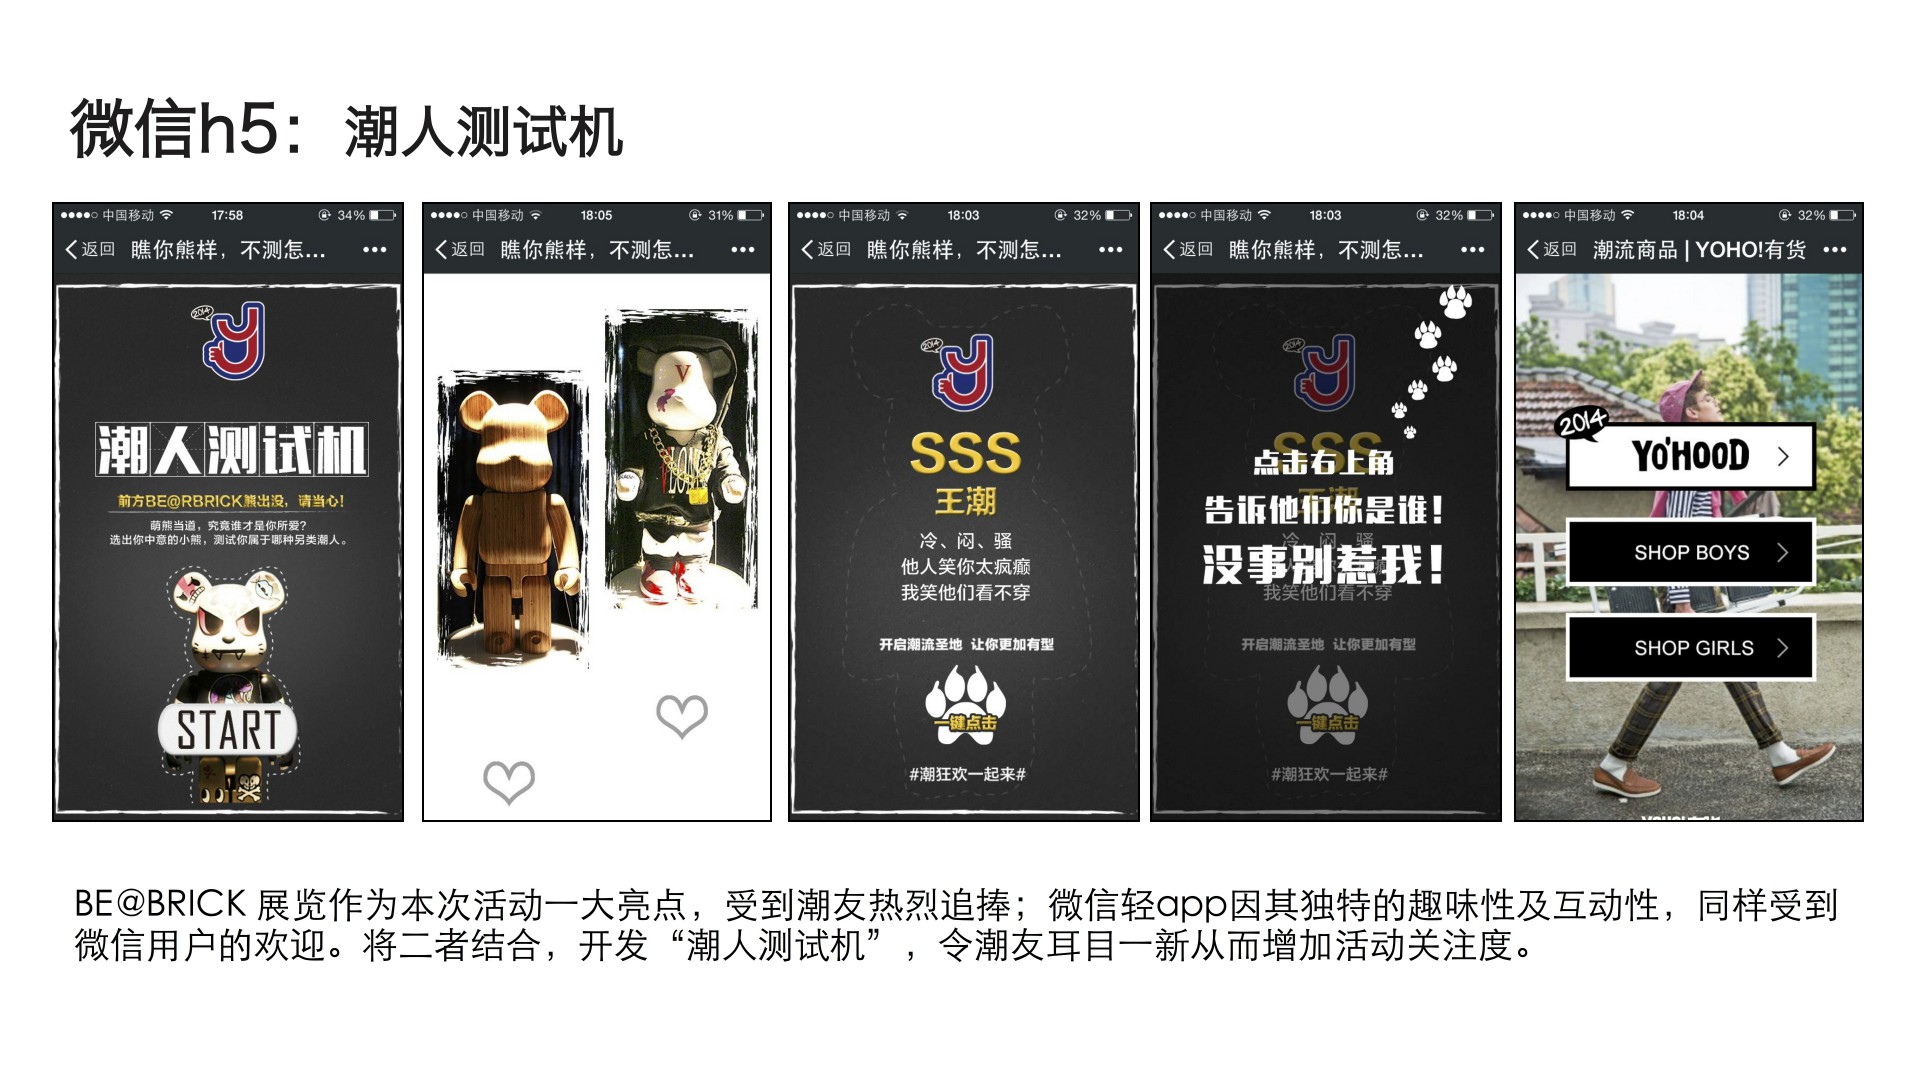 微信h5：潮人测试机
中国移动 17:58 34%
返回 瞧你熊样，不测怎... •••
2014
潮人测试机
前方BE@RBRICK熊出没，请当心！
萌熊当道，究竟谁才是你所爱？
选出你中意的小熊，测试你属于哪种另类潮人。
START
中国移动 18:05 31%
返回 瞧你熊样，不测怎... •••
V
中国移动 18:03 32%
返回 瞧你熊样，不测怎... •••
2014
SSS
王潮
冷、闷、骚
他人笑你太疯癫
我笑他们看不穿
开启潮流圣地 让你更加有型
一键点击
#潮狂欢一起来#
中国移动 18:03 32%
返回 瞧你熊样，不测怎... •••
2014
SSS
点击右上角
告诉他们你是谁！
冷、闷、骚
没事别惹我！
我笑他们看不穿
开启潮流圣地 让你更加有型
一键点击
#潮狂欢一起来#
中国移动 18:04 32%
返回 潮流商品 | YOHO!有货 •••
2014
YO'HOOD
SHOP BOYS
SHOP GIRLS
BE@BRICK 展览作为本次活动一大亮点，受到潮友热烈追捧；微信轻app因其独特的趣味性及互动性，同样受到
微信用户的欢迎。将二者结合，开发“潮人测试机”，令潮友耳目一新从而增加活动关注度。